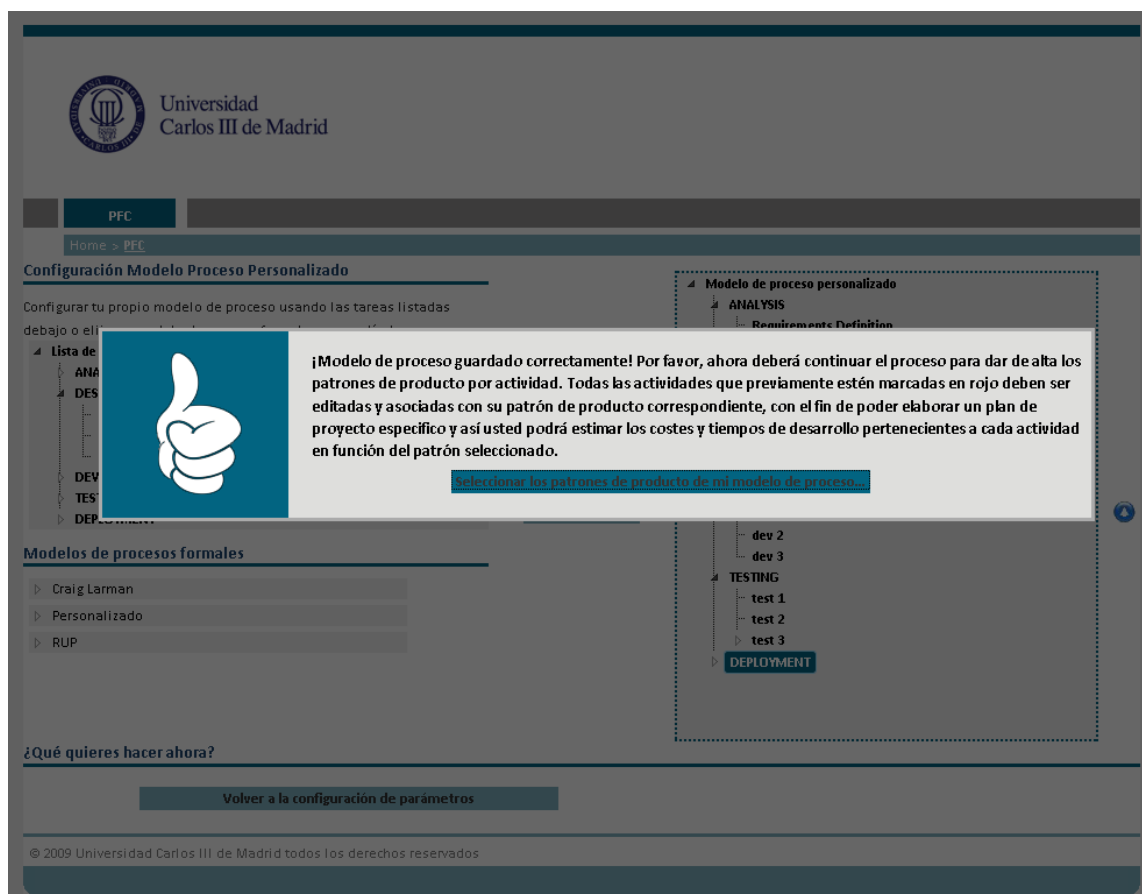 Universidad
Carlos III de Madrid
PFC
Home > PFC
Configuración Modelo Proceso Personalizado
Configurar tu propio modelo de proceso usando las tareas listadas
debajo o
Lista de
ANA
DES
DEV
TES
DEPLOYMENT
Modelos de procesos formales
Craig Larman
Personalizado
RUP
Modelo de proceso personalizado
ANALYSIS
Requirements Definition
¡Modelo de proceso guardado correctamente! Por favor, ahora deberá continuar el proceso para dar de alta los
patrones de producto por actividad. Todas las actividades que previamente estén marcadas en rojo deben ser
editadas y asociadas con su patrón de producto correspondiente, con el fin de poder elaborar un plan de
proyecto especifico y así usted podrá estimar los costes y tiempos de desarrollo pertenecientes a cada actividad
en función del patrón seleccionado.
Seleccionar los patrones de producto de mi modelo de proceso...
dev 2
dev 3
TESTING
test 1
test 2
test 3
DEPLOYMENT
¿Qué quieres hacer ahora?
Volver a la configuración de parámetros
© 2009 Universidad Carlos III de Madrid todos los derechos reservados